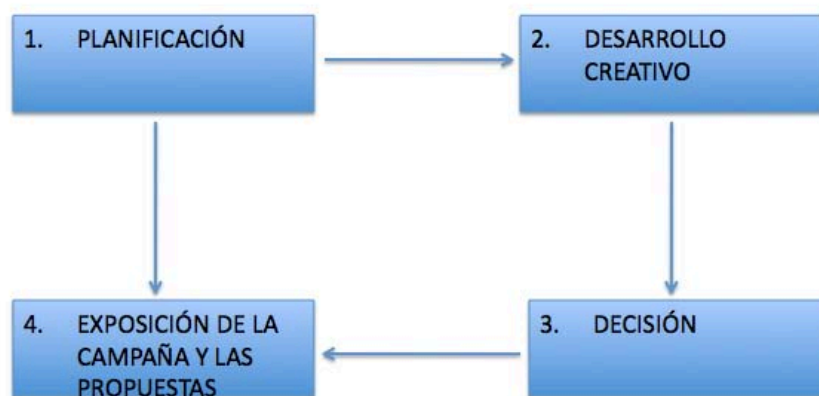 1. PLANIFICACIÓN
2. DESARROLLO
CREATIVO
3. DECISIÓN
4. EXPOSICIÓN DE LA
CAMPAÑA Y LAS
PROPUESTAS